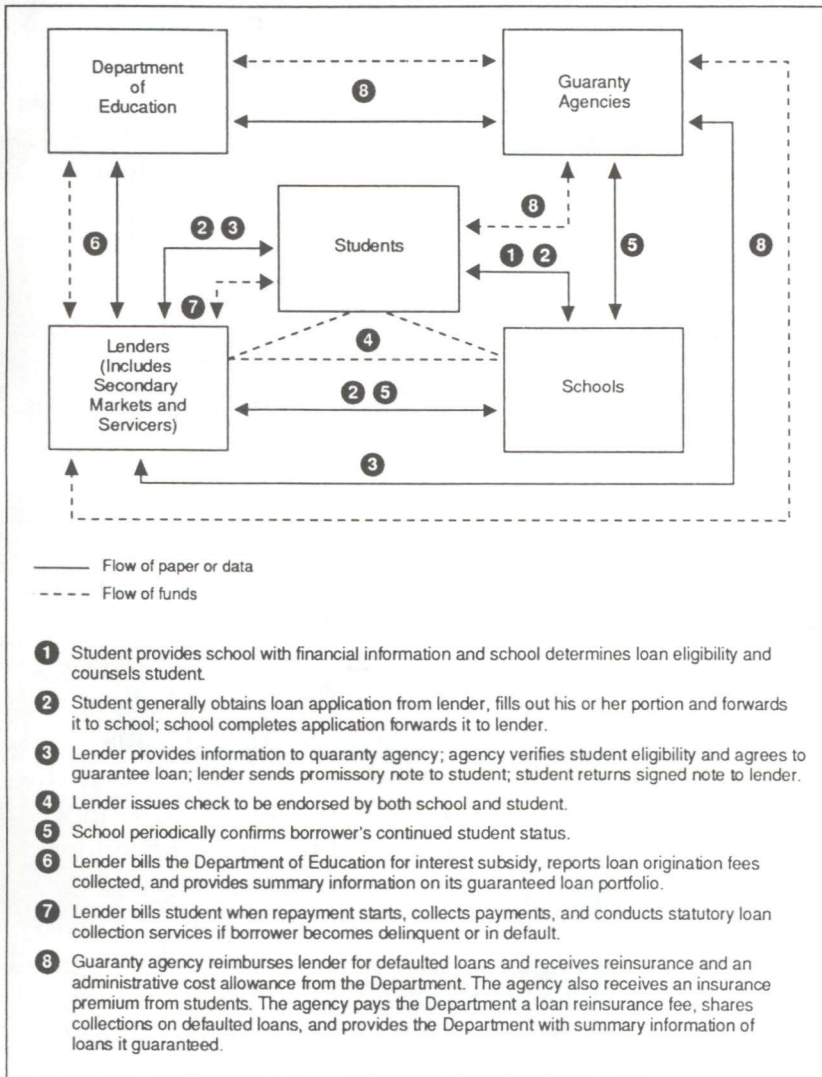 Department
of
Education
Guaranty
Agencies
8
8
2 3
Students
1 2
5
8
6
7
4
Lenders
(Includes
Secondary
Markets and
Servicers)
Schools
2 5
3
Flow of paper or data
Flow of funds
1 Student provides school with financial information and school determines loan eligibility and
counsels student.
2 Student generally obtains loan application from lender, fills out his or her portion and forwards
it to school; school completes application forwards it to lender.
3 Lender provides information to quaranty agency; agency verifies student eligibility and agrees to
guarantee loan; lender sends promissory note to student; student returns signed note to lender.
4 Lender issues check to be endorsed by both school and student.
5 School periodically confirms borrower's continued student status.
6 Lender bills the Department of Education for interest subsidy, reports loan origination fees
collected, and provides summary information on its guaranteed loan portfolio.
7 Lender bills student when repayment starts, collects payments, and conducts statutory loan
collection services if borrower becomes delinquent or in default.
8 Guaranty agency reimburses lender for defaulted loans and receives reinsurance and an
administrative cost allowance from the Department. The agency also receives an insurance
premium from students. The agency pays the Department a loan reinsurance fee, shares
collections on defaulted loans, and provides the Department with summary information of
loans it guaranteed.